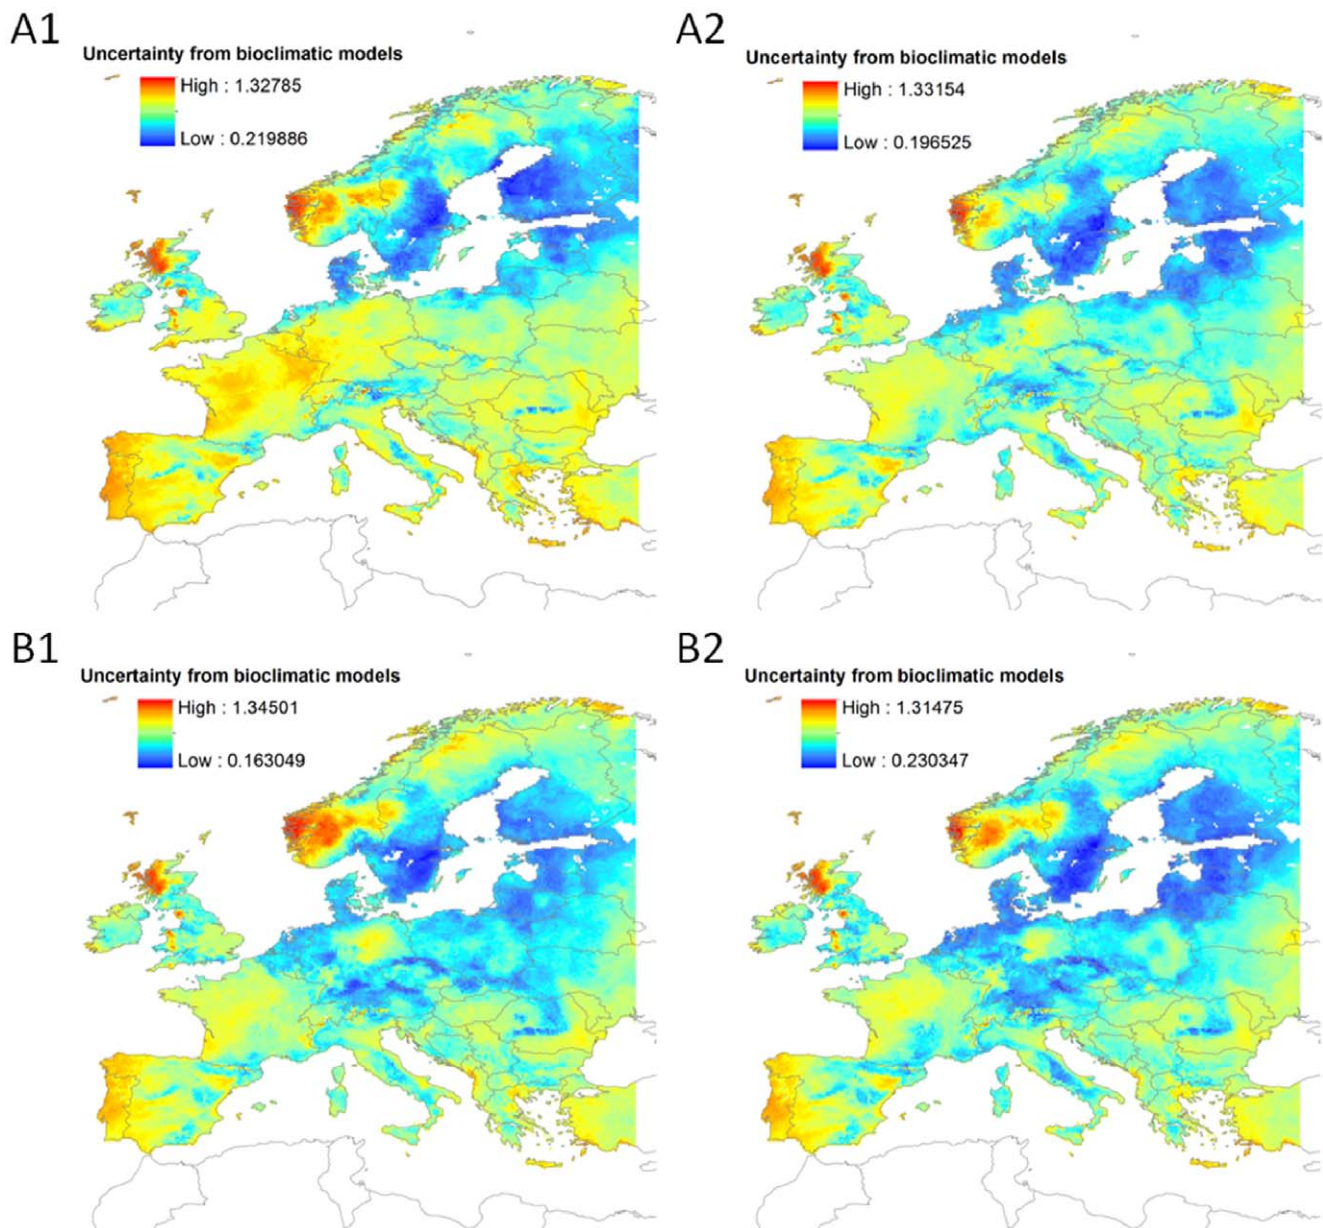 A1
Uncertainty from bioclimatic models
High : 1.32785
Low : 0.219886
A2
Uncertainty from bioclimatic models
High : 1.33154
Low : 0.196525
B1
Uncertainty from bioclimatic models
High : 1.34501
Low : 0.163049
B2
Uncertainty from bioclimatic models
High : 1.31475
Low : 0.230347